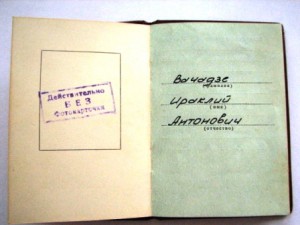 Действительно
БЕЗ
Фотокарточки
Вачадзе
(фамилия)
Ираклий
(имя)
Антонович
(отчество)